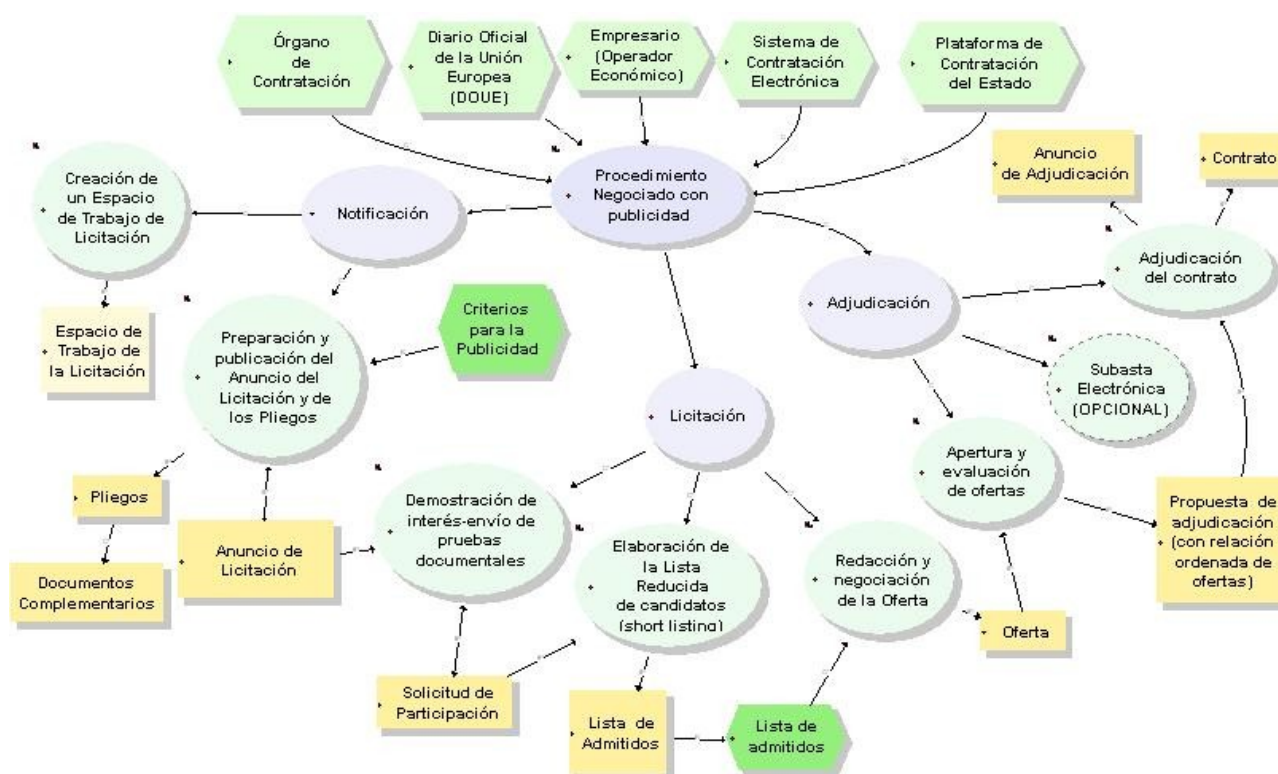 Órgano
de
Contratación
Diario Oficial
de la Unión
Europea
(DOUE)
Empresario
(Operador
Económico)
Sistema de
Contratación
Electrónica
Plataforma de
Contratación
del Estado
Creación de
un Espacio
de Trabajo de
Licitación
Notificación
Procedimiento
Negociado con
publicidad
Anuncio
de Adjudicación
Contrato
Adjudicación
Adjudicación
del contrato
Espacio de
Trabajo de
la Licitación
Preparación y
publicación del
Anuncio del
Licitación y de
los Pliegos
Criterios
para la
Publicidad
Licitación
Subasta
Electrónica
(OPCIONAL)
Apertura y
evaluación
de ofertas
Pliegos
Documentos
Complementarios
Anuncio de
Licitación
Demostración de
interés-envío de
pruebas
documentales
Elaboración de
la Lista
Reducida
de candidatos
(short listing)
Redacción y
negociación
de la Oferta
Oferta
Propuesta de
adjudicación
(con relación
ordenada de
ofertas)
Solicitud de
Participación
Lista de
Admitidos
Lista de
admitidos